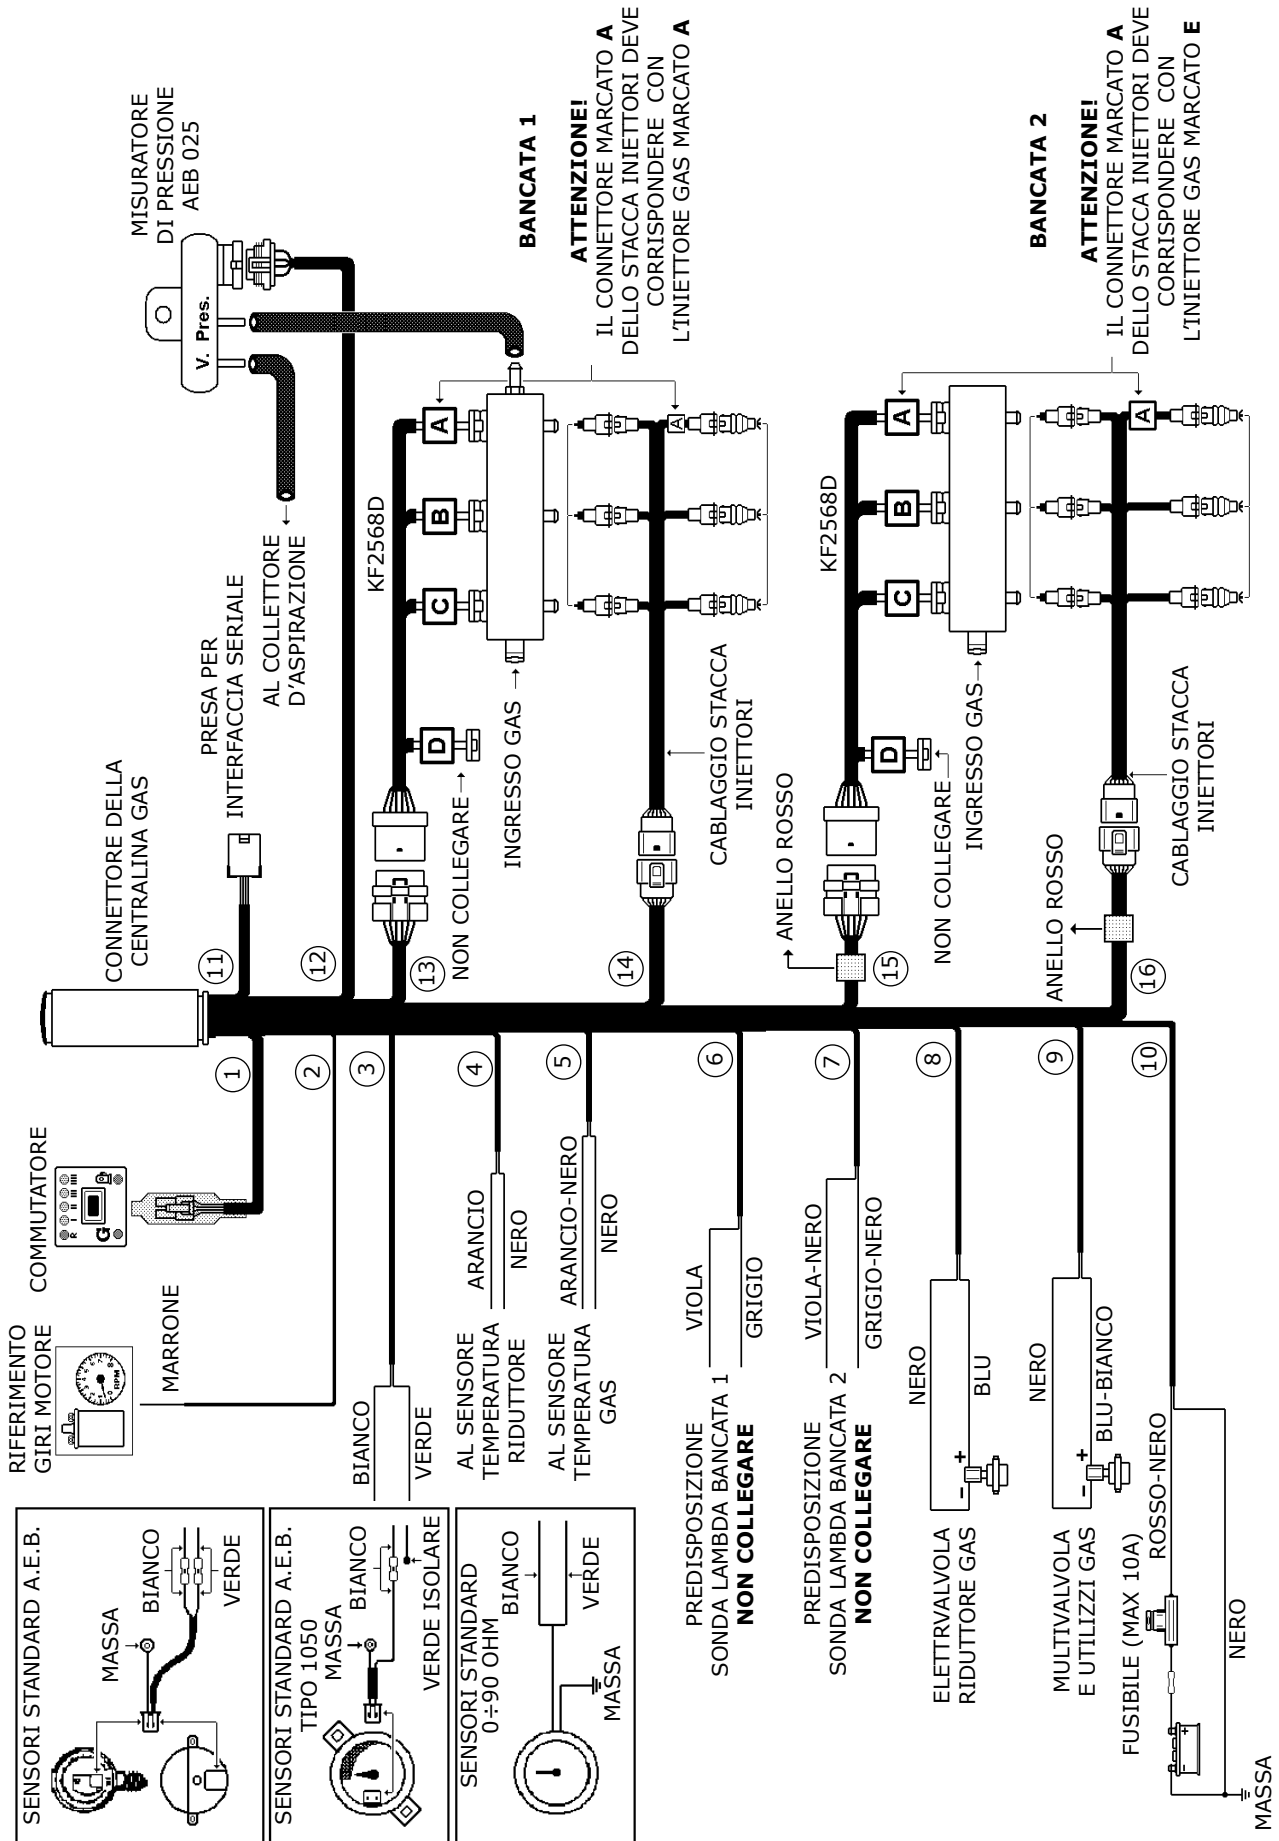 SENSORI STANDARD A.E.B.
MASSA
BIANCO
VERDE
SENSORI STANDARD A.E.B.
TIPO 1050
MASSA
BIANCO
VERDE ISOLARE
SENSORI STANDARD
0÷90 OHM
BIANCO
VERDE
MASSA
RIFERIMENTO
GIRI MOTORE
RPM
MARRONE
COMMUTATORE
R I II III IIII
BIANCO
VERDE
AL SENSORE
TEMPERATURA
RIDUTTORE
ARANCIO
NERO
AL SENSORE
TEMPERATURA
GAS
ARANCIO-NERO
NERO
PREDISPOSIZIONE
SONDA LAMBDA BANCATA 1
NON COLLEGARE
VIOLA
GRIGIO
PREDISPOSIZIONE
SONDA LAMBDA BANCATA 2
NON COLLEGARE
VIOLA-NERO
GRIGIO-NERO
ELETTRVALVOLA
RIDUTTORE GAS
NERO
BLU
− +
MULTIVALVOLA
E UTILIZZI GAS
NERO
BLU-BIANCO
− +
FUSIBILE (MAX 10A)
ROSSO-NERO
NERO
- +
MASSA
1
2
3
4
5
6
7
8
9
10
11
12
13
14
15
16
CONNETTORE DELLA
CENTRALINA GAS
PRESA PER
INTERFACCIA SERIALE
AL COLLETTORE
D'ASPIRAZIONE
MISURATORE
DI PRESSIONE
AEB 025
V. Pres.
KF2568D
D
C
B
A
NON COLLEGARE
INGRESSO GAS
A
CABLAGGIO STACCA
INIETTORI
BANCATA 1
ATTENZIONE!
IL CONNETTORE MARCATO A
DELLO STACCA INIETTORI DEVE
CORRISPONDERE CON
L'INIETTORE GAS MARCATO A
ANELLO ROSSO
KF2568D
D
C
B
A
NON COLLEGARE
INGRESSO GAS
ANELLO ROSSO
A
CABLAGGIO STACCA
INIETTORI
BANCATA 2
ATTENZIONE!
IL CONNETTORE MARCATO A
DELLO STACCA INIETTORI DEVE
CORRISPONDERE CON
L'INIETTORE GAS MARCATO E